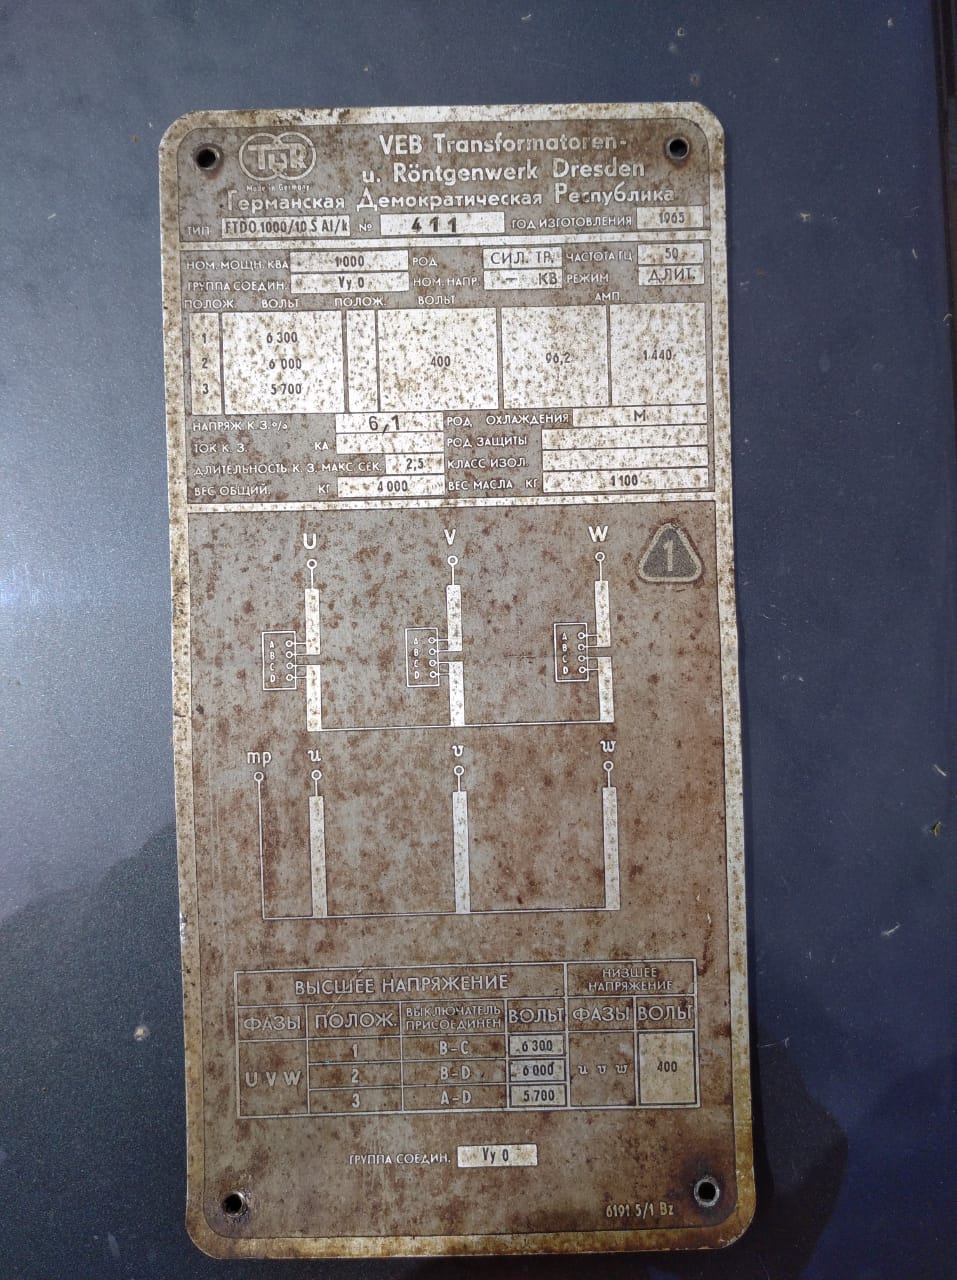 TuR
Made in Germany
VEB Transformatoren-
u. Röntgenwerk Dresden
Германская Демократическая Республика
ТИП FTDO 1000/10 S Al/k № 411 ГОД ИЗГОТОВЛЕНИЯ 1965
НОМ. МОЩН. КВА 1000 РОД СИЛ. ТР. ЧАСТОТА ГЦ 50
ГРУППА СОЕДИН. Yy 0 НОМ. НАПР. — КВ РЕЖИМ ДЛИТ.
ПОЛОЖ. ВОЛЬТ ПОЛОЖ. ВОЛЬТ АМП.
1 6 300
2 6 000 400 96,2 1 440
3 5 700
НАПРЯЖ К.З.% 6,1 РОД ОХЛАЖДЕНИЯ М
ТОК К. З. КА РОД ЗАЩИТЫ
ДЛИТЕЛЬНОСТЬ К. З. МАКС СЕК. 2,5 КЛАСС ИЗОЛ.
ВЕС ОБЩИЙ. КГ 4 000 ВЕС МАСЛА КГ 1 100
U V W
1
A A A
B B B
C C C
D D D
mp u v w
ВЫСШЕЕ НАПРЯЖЕНИЕ НИЗШЕЕ НАПРЯЖЕНИЕ
ФАЗЫ ПОЛОЖ. ВЫКЛЮЧАТЕЛЬ ПРИСОЕДИНЕН ВОЛЬТ ФАЗЫ ВОЛЬТ
1 B-C 6 300
U V W 2 B-D 6 000 u v w 400
3 A-D 5 700
ГРУППА СОЕДИН. Yy 0
6191.5/1 Bz